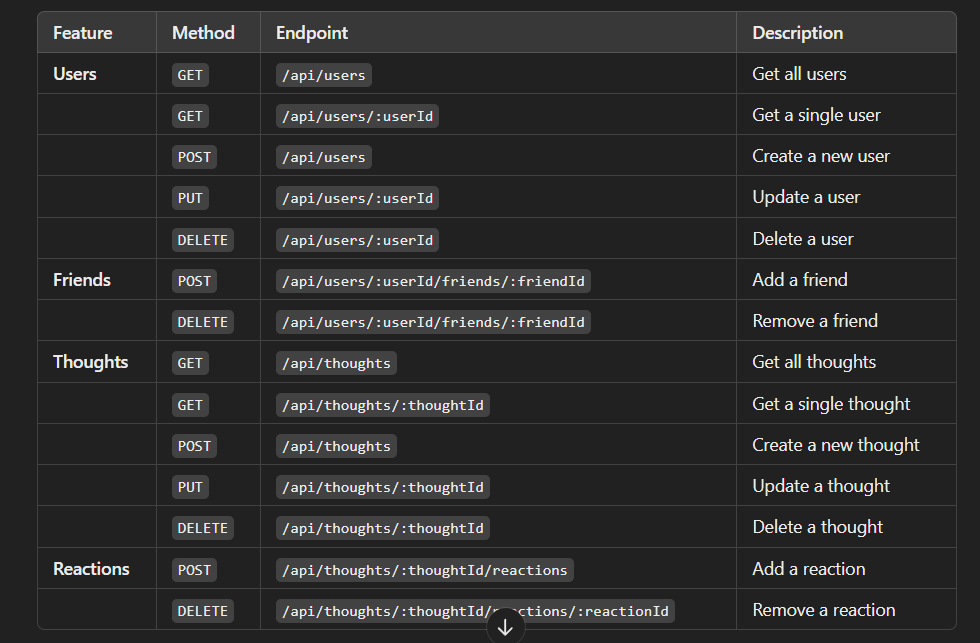 Feature Method Endpoint Description
Users GET /api/users Get all users
GET /api/users/:userId Get a single user
POST /api/users Create a new user
PUT /api/users/:userId Update a user
DELETE /api/users/:userId Delete a user
Friends POST /api/users/:userId/friends/:friendId Add a friend
DELETE /api/users/:userId/friends/:friendId Remove a friend
Thoughts GET /api/thoughts Get all thoughts
GET /api/thoughts/:thoughtId Get a single thought
POST /api/thoughts Create a new thought
PUT /api/thoughts/:thoughtId Update a thought
DELETE /api/thoughts/:thoughtId Delete a thought
Reactions POST /api/thoughts/:thoughtId/reactions Add a reaction
DELETE /api/thoughts/:thoughtId/reactions/:reactionId Remove a reaction